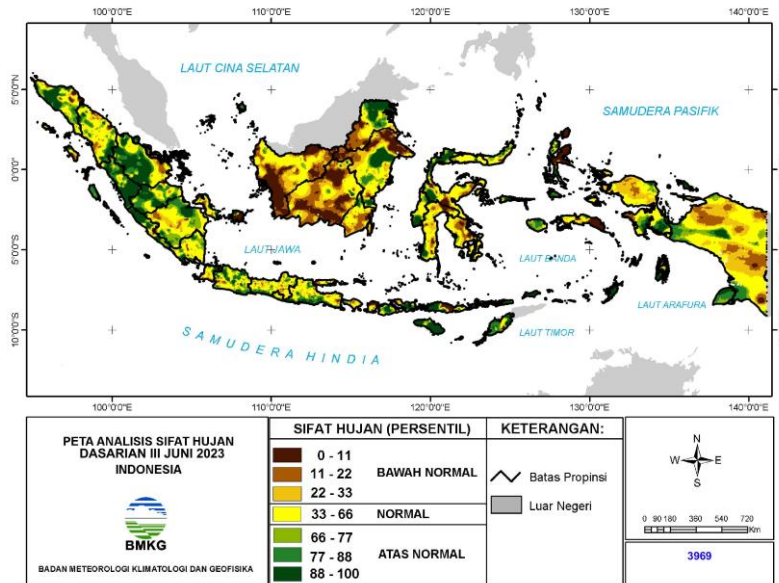 100°0'0"E 110°0'0"E 120°0'0"E 130°0'0"E 140°0'0"E
LAUT CINA SELATAN
SAMUDERA PASIFIK
5°0'0"N
0°0'0"
5°0'0"S
10°0'0"S
LAUT JAWA
LAUT BANDA
LAUT ARAFURA
LAUT TIMOR
SAMUDERA HINDIA
100°0'0"E 110°0'0"E 120°0'0"E 130°0'0"E 140°0'0"E
PETA ANALISIS SIFAT HUJAN
DASARIAN III JUNI 2023
INDONESIA
BMKG
BADAN METEOROLOGI KLIMATOLOGI DAN GEOFISIKA
SIFAT HUJAN (PERSENTIL)
0 - 11
11 - 22 BAWAH NORMAL
22 - 33
33 - 66 NORMAL
66 - 77
77 - 88 ATAS NORMAL
88 - 100
KETERANGAN:
Batas Propinsi
Luar Negeri
N
W E
S
0 90 180 360 540 720
Km
3969